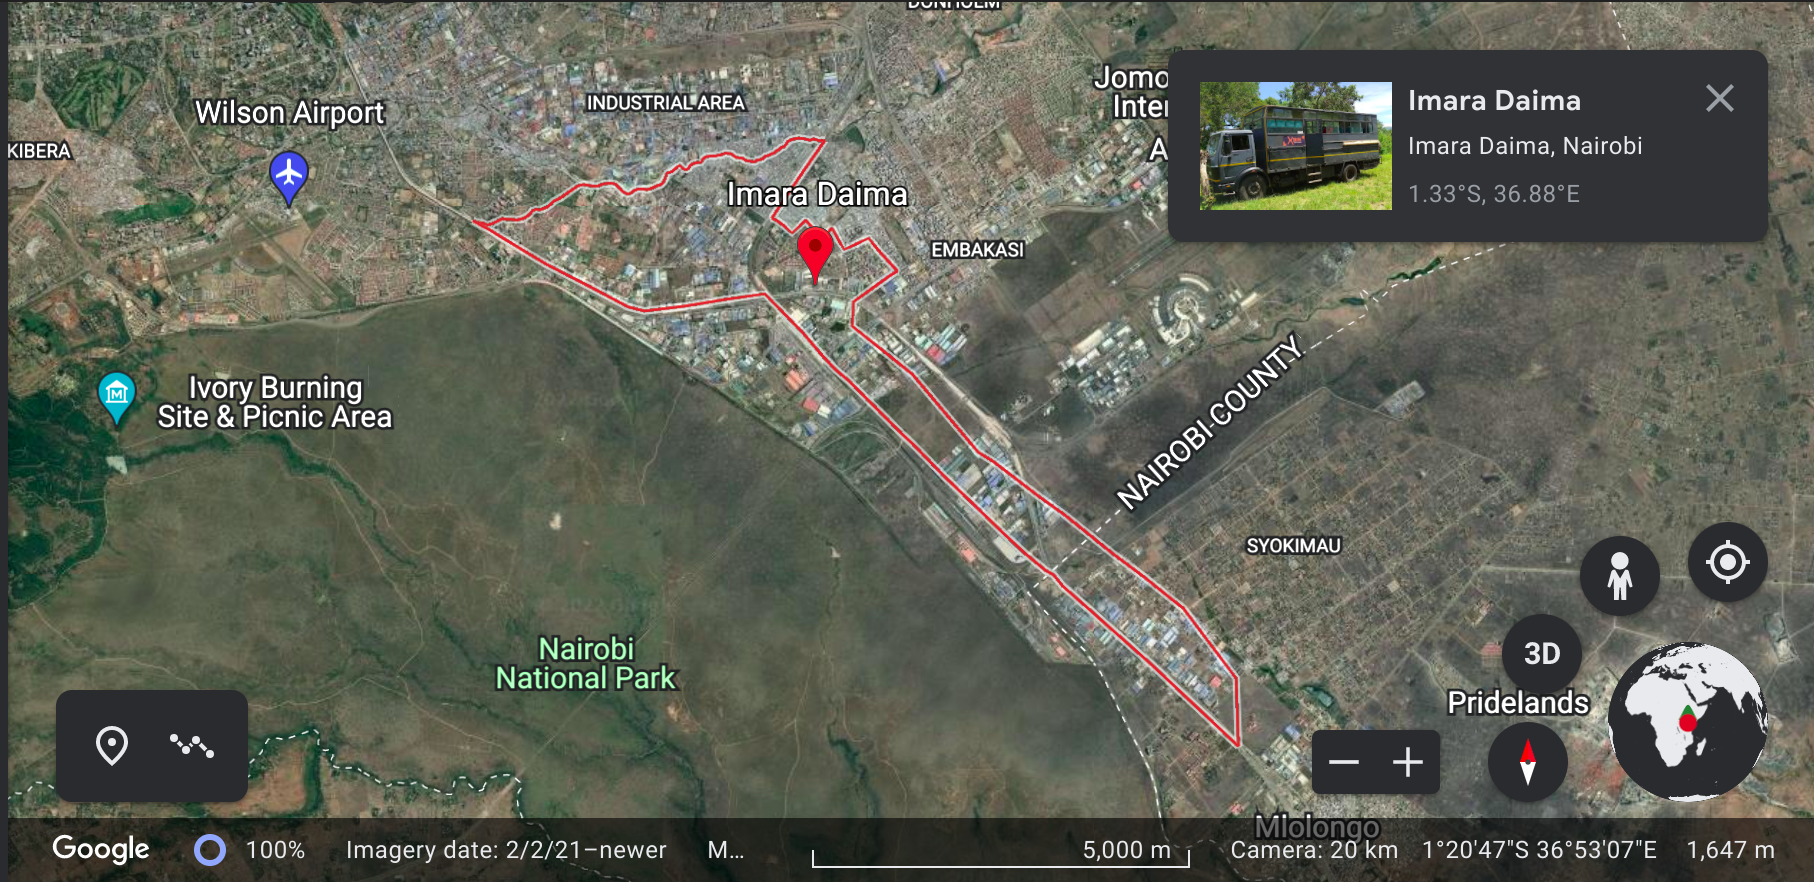 DONHOLM
Wilson Airport
INDUSTRIAL AREA
KIBERA
Jomo
Inter
A
Imara Daima
Imara Daima, Nairobi
1.33°S, 36.88°E
Imara Daima
EMBAKASI
Ivory Burning
Site & Picnic Area
NAIROBI COUNTY
SYOKIMAU
Nairobi
National Park
3D
Pridelands
Mlolongo
Google
100%
Imagery date: 2/2/21–newer
M...
5,000 m
Camera: 20 km
1°20'47"S 36°53'07"E
1,647 m